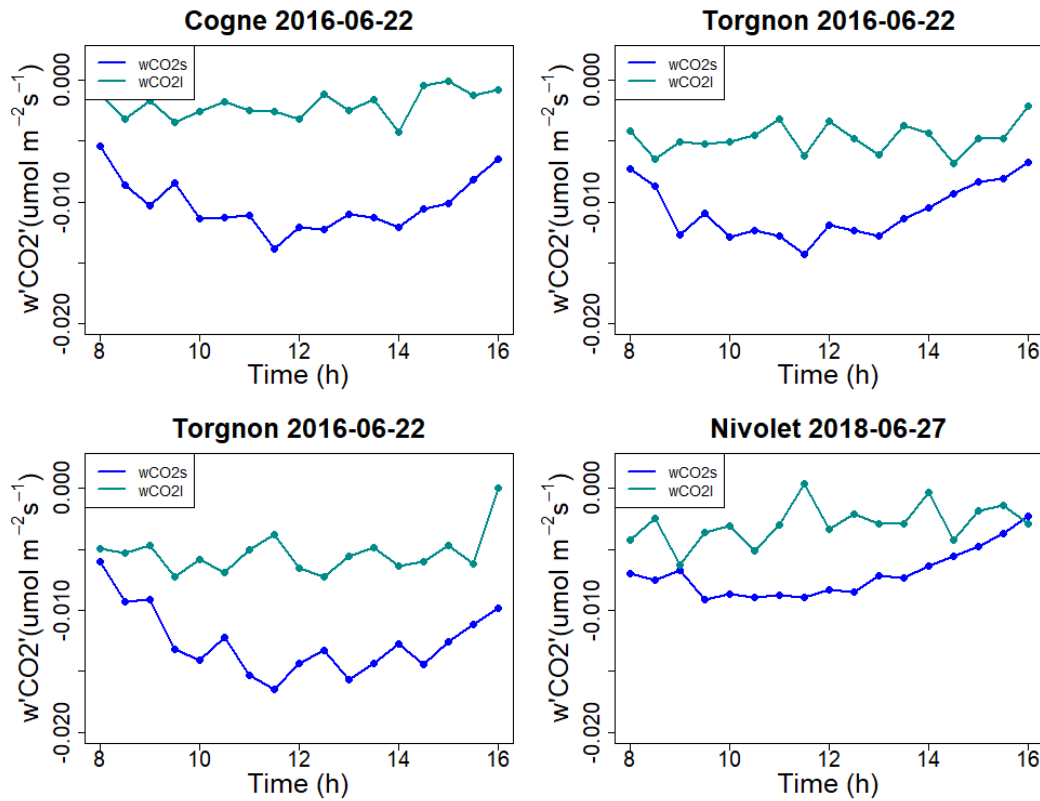 Cogne 2016-06-22
w'CO2'(umol m⁻²s⁻¹)
0.000
-0.010
-0.020
wCO2s
wCO2l
8 10 12 14 16
Time (h)
Torgnon 2016-06-22
w'CO2'(umol m⁻²s⁻¹)
0.000
-0.010
-0.020
wCO2s
wCO2l
8 10 12 14 16
Time (h)
Torgnon 2016-06-22
w'CO2'(umol m⁻²s⁻¹)
0.000
-0.010
-0.020
wCO2s
wCO2l
8 10 12 14 16
Time (h)
Nivolet 2018-06-27
w'CO2'(umol m⁻²s⁻¹)
0.000
-0.010
-0.020
wCO2s
wCO2l
8 10 12 14 16
Time (h)